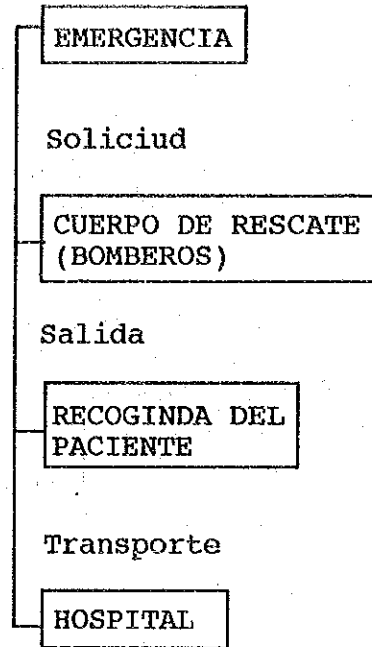 EMERGENCIA
Soliciud
CUERPO DE RESCATE
(BOMBEROS)
Salida
RECOGINDA DEL
PACIENTE
Transporte
HOSPITAL